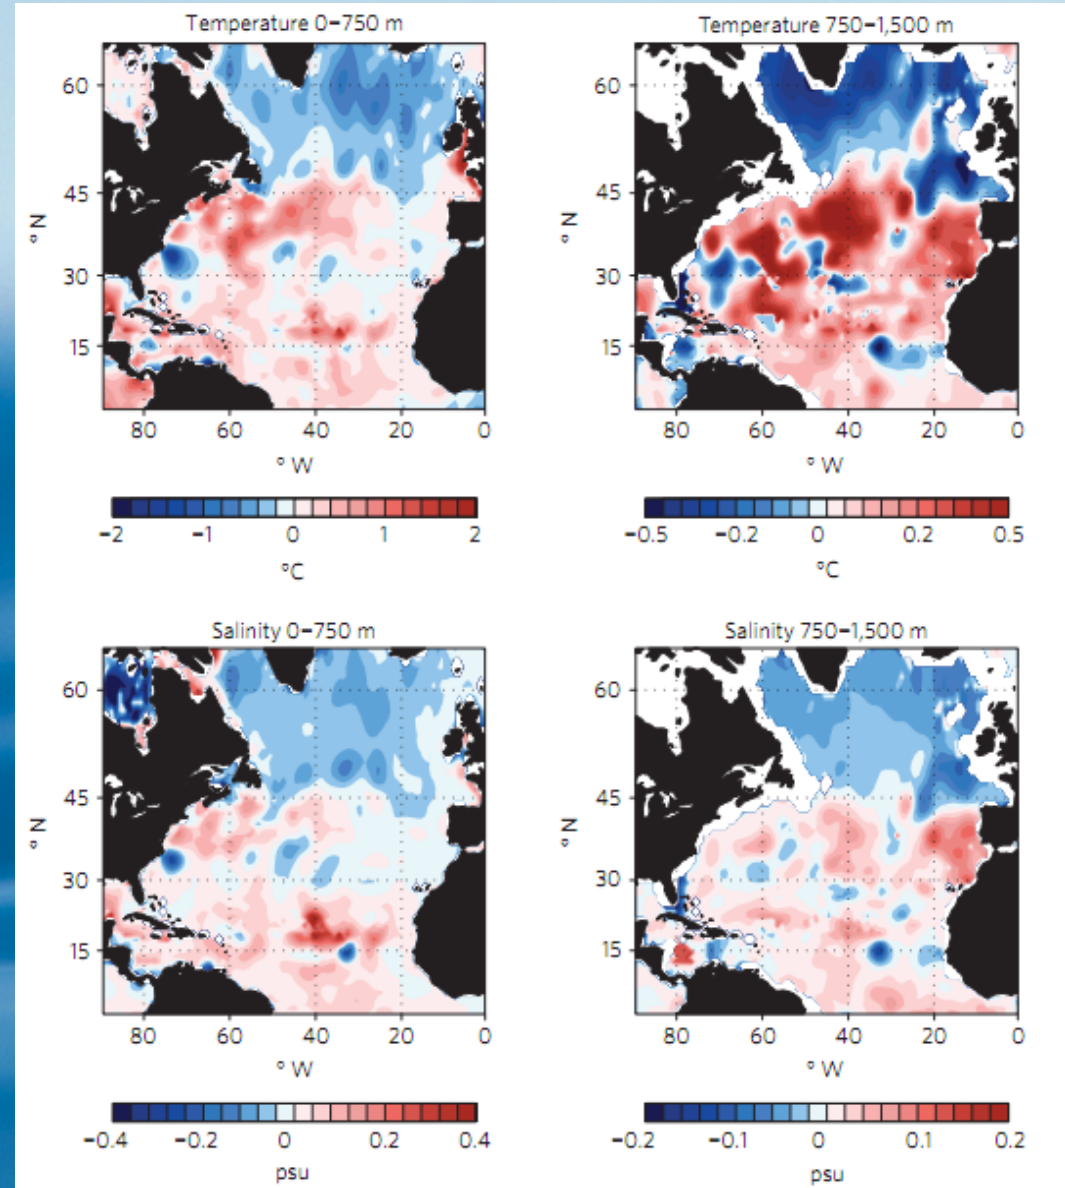 Temperature 0−750 m
Temperature 750−1,500 m
60
45
30
15
° N
80 60 40 20 0
° W
−2 −1 0 1 2
°C
60
45
30
15
° N
80 60 40 20 0
° W
−0.5 −0.2 0 0.2 0.5
°C
Salinity 0−750 m
Salinity 750−1,500 m
60
45
30
15
° N
80 60 40 20 0
° W
−0.4 −0.2 0 0.2 0.4
psu
60
45
30
15
° N
80 60 40 20 0
° W
−0.2 −0.1 0 0.1 0.2
psu